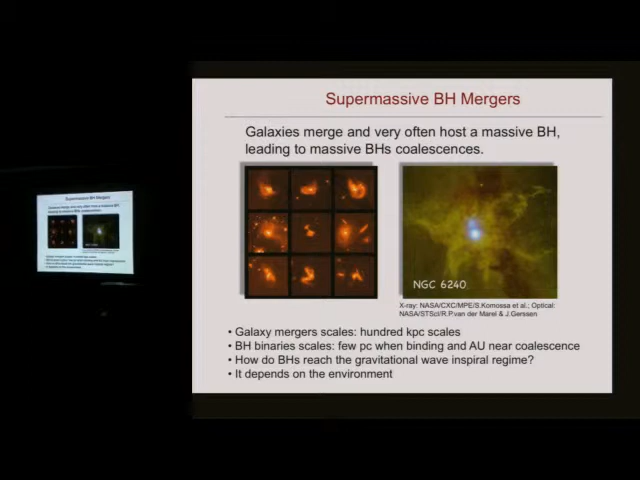 Supermassive BH Mergers
Galaxies merge and very often host a massive BH,
leading to massive BHs coalescences.
NGC 6240
X-ray: NASA/CXC/MPE/S.Komossa et al.; Optical:
NASA/STScI/R.P.van der Marel & J.Gerssen
• Galaxy mergers scales: hundred kpc scales
• BH binaries scales: few pc when binding and AU near coalescence
• How do BHs reach the gravitational wave inspiral regime?
• It depends on the environment